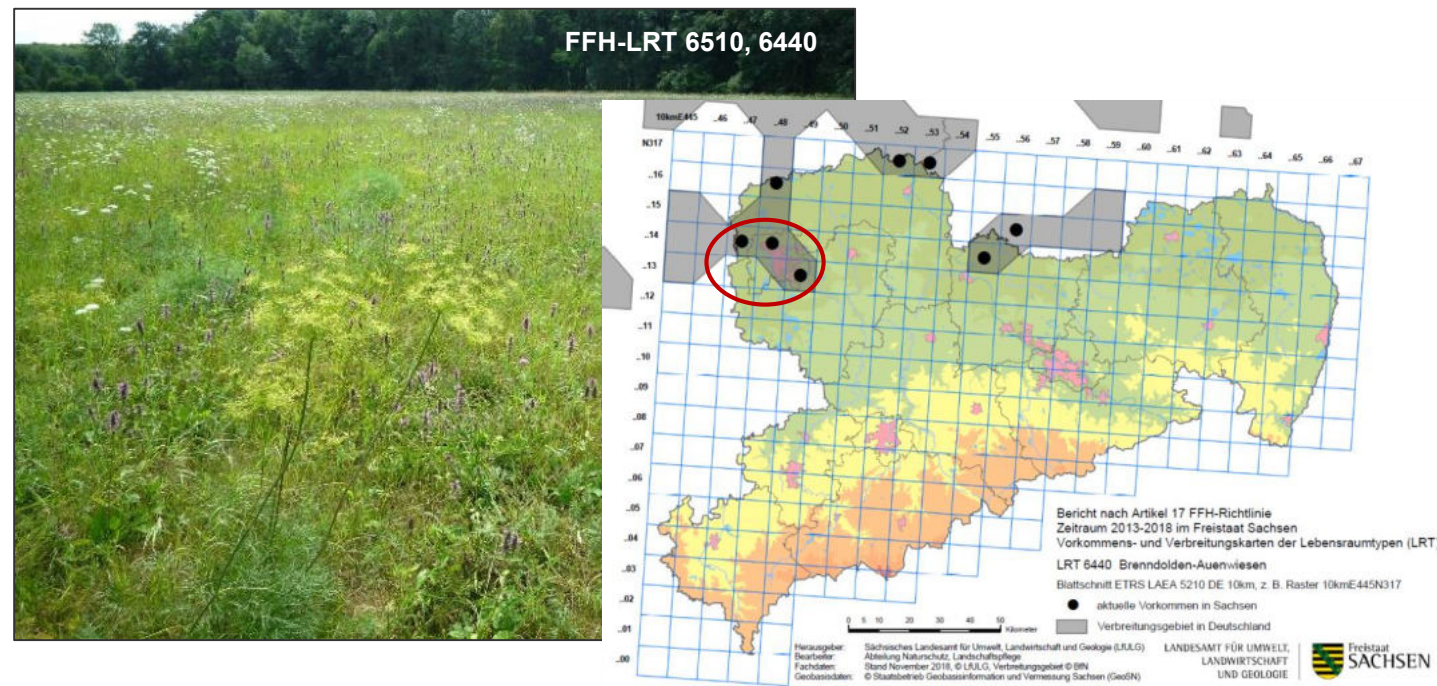 FFH-LRT 6510, 6440
10kmE445 ..46 ..47 ..48 ..49 ..50 ..51 ..52 ..53 ..54 ..55 ..56 ..57 ..58 ..59 ..60 ..61 ..62 ..63 ..64 ..65 ..66 ..67
N317
..16
..15
..14
..13
..12
..11
..10
..09
..08
..07
..06
..05
..04
..03
..02
..01
..00
Bericht nach Artikel 17 FFH-Richtlinie
Zeitraum 2013-2018 im Freistaat Sachsen
Vorkommens- und Verbreitungskarten der Lebensraumtypen (LRT)
LRT 6440 Brenndolden-Auenwiesen
Blattschnitt ETRS LAEA 5210 DE 10km, z. B. Raster 10kmE445N317
aktuelle Vorkommen in Sachsen
Verbreitungsgebiet in Deutschland
0 5 10 20 30 40 50
Kilometer
Herausgeber: Sächsisches Landesamt für Umwelt, Landwirtschaft und Geologie (LfULG)
Bearbeiter: Abteilung Naturschutz, Landschaftspflege
Fachdaten: Stand November 2018, © LfULG, Verbreitungsgebiet © BfN
Geobasisdaten: © Staatsbetrieb Geobasisinformation und Vermessung Sachsen (GeoSN)
LANDESAMT FÜR UMWELT,
LANDWIRTSCHAFT
UND GEOLOGIE
Freistaat
SACHSEN